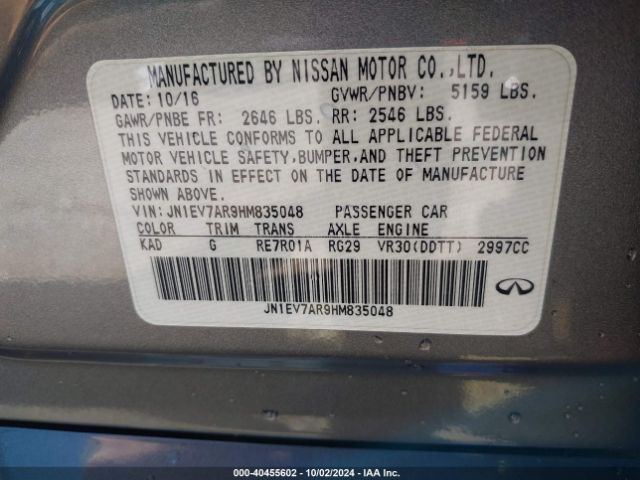 MANUFACTURED BY NISSAN MOTOR CO.,LTD.
DATE: 10/16 GVWR/PNBV: 5159 LBS.
GAWR/PNBE FR: 2646 LBS. RR: 2546 LBS.
THIS VEHICLE CONFORMS TO ALL APPLICABLE FEDERAL
MOTOR VEHICLE SAFETY,BUMPER,AND THEFT PREVENTION
STANDARDS IN EFFECT ON THE DATE OF MANUFACTURE
SHOWN ABOVE.
VIN: JN1EV7AR9HM835048 PASSENGER CAR
COLOR TRIM TRANS AXLE ENGINE
KAD G RE7R01A RG29 VR30(DDTT) 2997CC
JN1EV7AR9HM835048
000-40455602 - 10/02/2024 - IAA Inc.